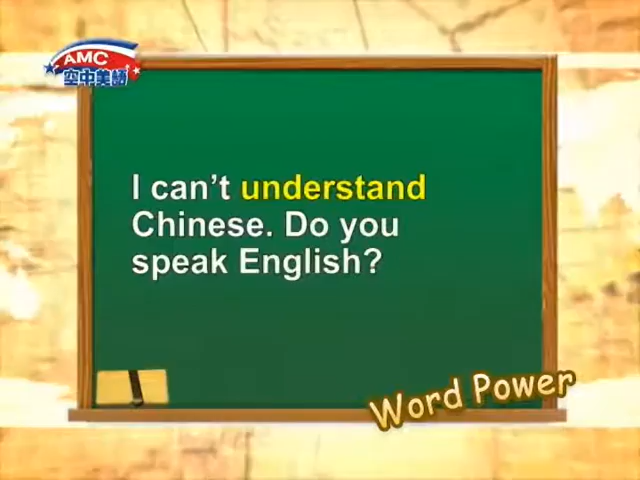 AMC
空中美語
I can't understand
Chinese. Do you
speak English?
Word Power